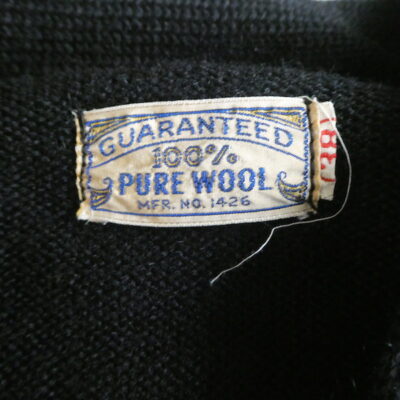 GUARANTEED
100%
PURE WOOL
MFR. NO. 1426
(38)